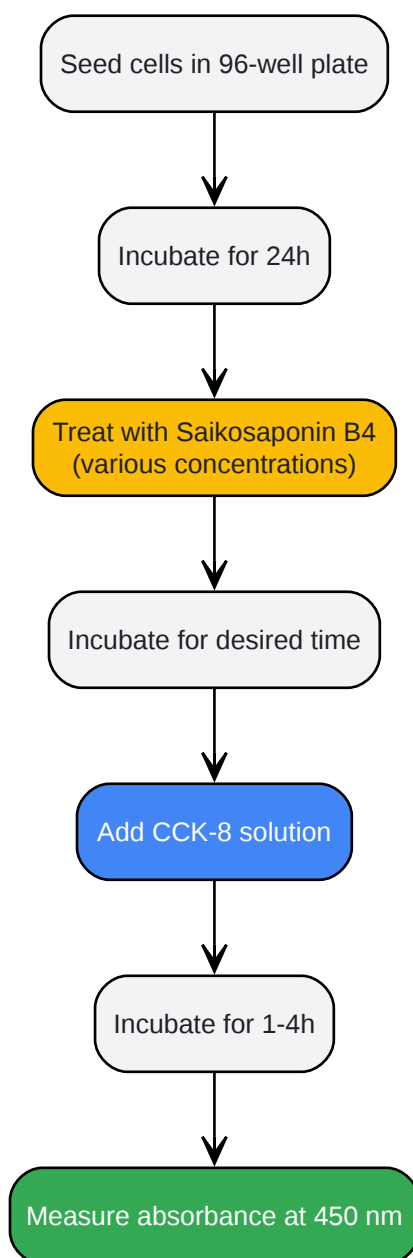 Seed cells in 96-well plate
Incubate for 24h
Treat with Saikosaponin B4
(various concentrations)
Incubate for desired time
Add CCK-8 solution
Incubate for 1-4h
Measure absorbance at 450 nm